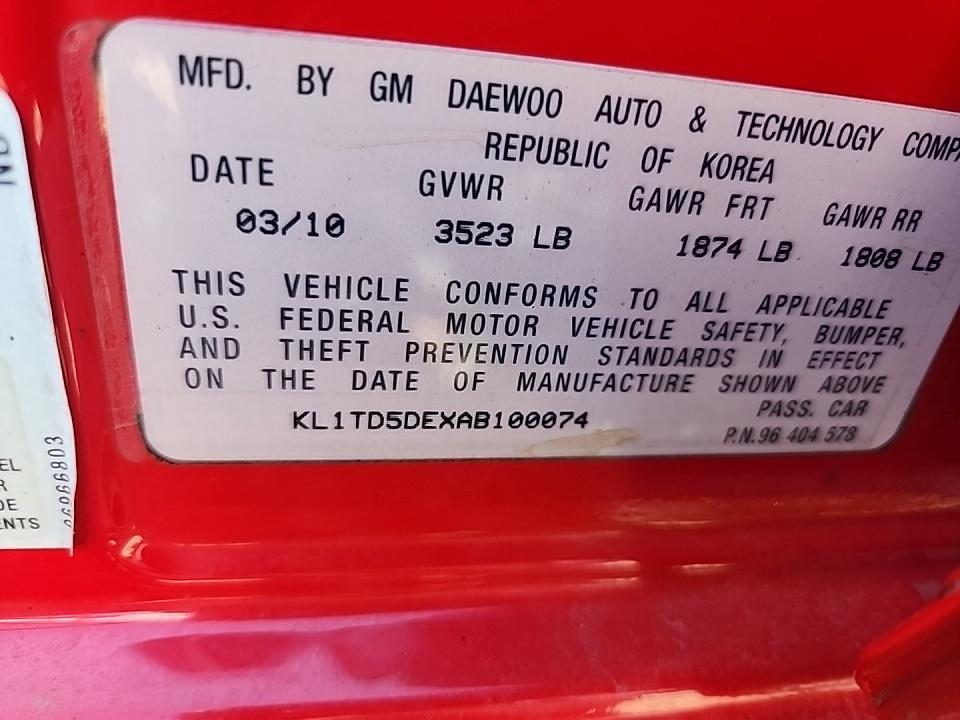 MFD. BY GM DAEWOO AUTO & TECHNOLOGY
REPUBLIC OF KOREA
DATE GVWR GAWR FRT GAWR RR
03/10 3523 LB 1874 LB 1808 LB
THIS VEHICLE CONFORMS TO ALL APPLICABLE
U.S. FEDERAL MOTOR VEHICLE SAFETY, BUMPER,
AND THEFT PREVENTION STANDARDS IN EFFECT
ON THE DATE OF MANUFACTURE SHOWN ABOVE
PASS. CAR
KL1TD5DEXAB100074
P.N.96 404 578